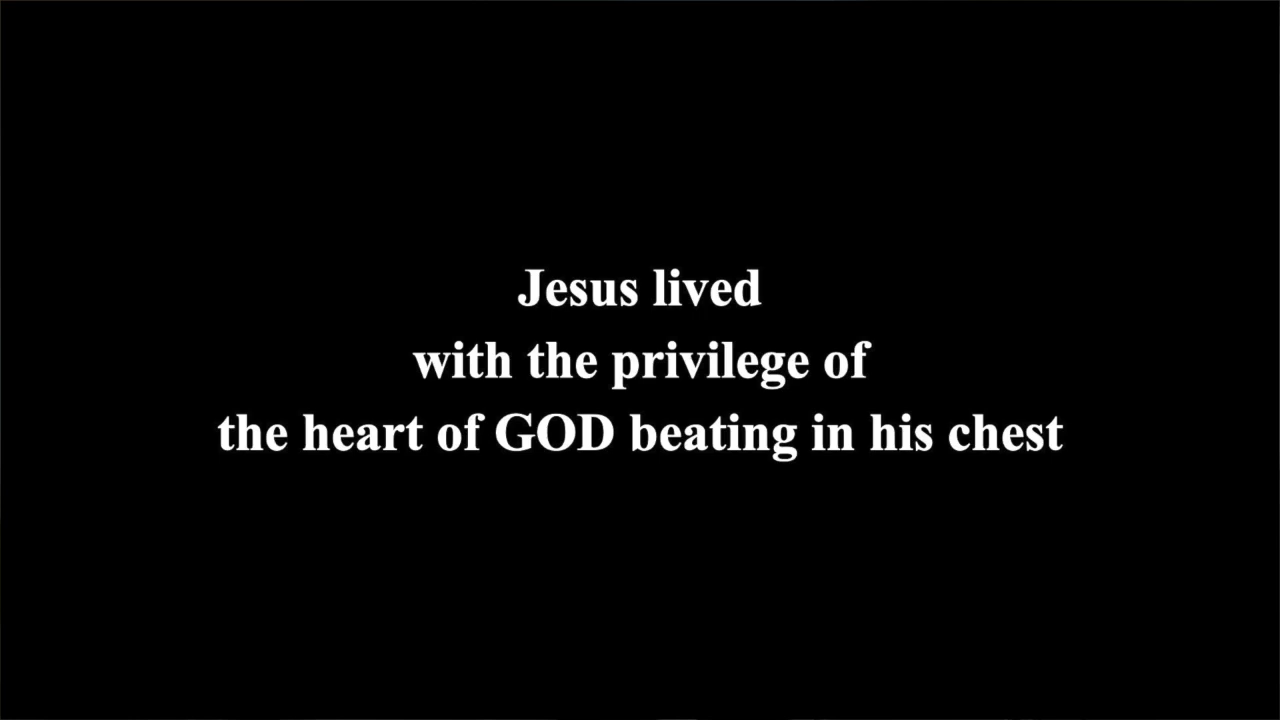 Jesus lived
with the privilege of
the heart of GOD beating in his chest